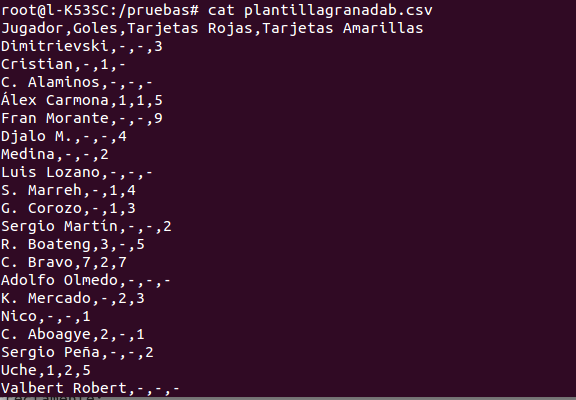 root@l-K53SC:/pruebas# cat plantillagranadab.csv
Jugador,Goles,Tarjetas Rojas,Tarjetas Amarillas
Dimitrievski,-,-,3
Cristian,-,1,-
C. Alaminos,-,-,-
Álex Carmona,1,1,5
Fran Morante,-,-,9
Djalo M.,-,-,4
Medina,-,-,2
Luis Lozano,-,-,-
S. Marreh,-,1,4
G. Corozo,-,1,3
Sergio Martín,-,-,2
R. Boateng,3,-,5
C. Bravo,7,2,7
Adolfo Olmedo,-,-,-
K. Mercado,-,2,3
Nico,-,-,1
C. Aboagye,2,-,1
Sergio Peña,-,-,2
Uche,1,2,5
Valbert Robert,-,-,-